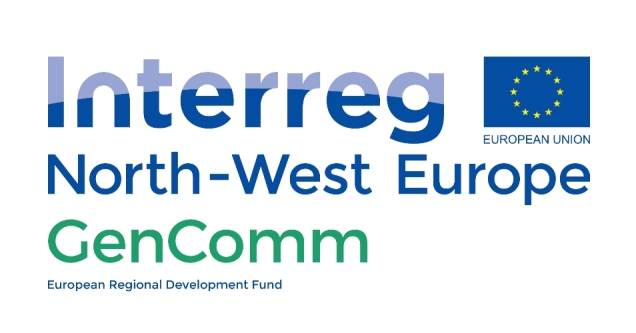 Interreg
EUROPEAN UNION
North-West Europe
GenComm
European Regional Development Fund